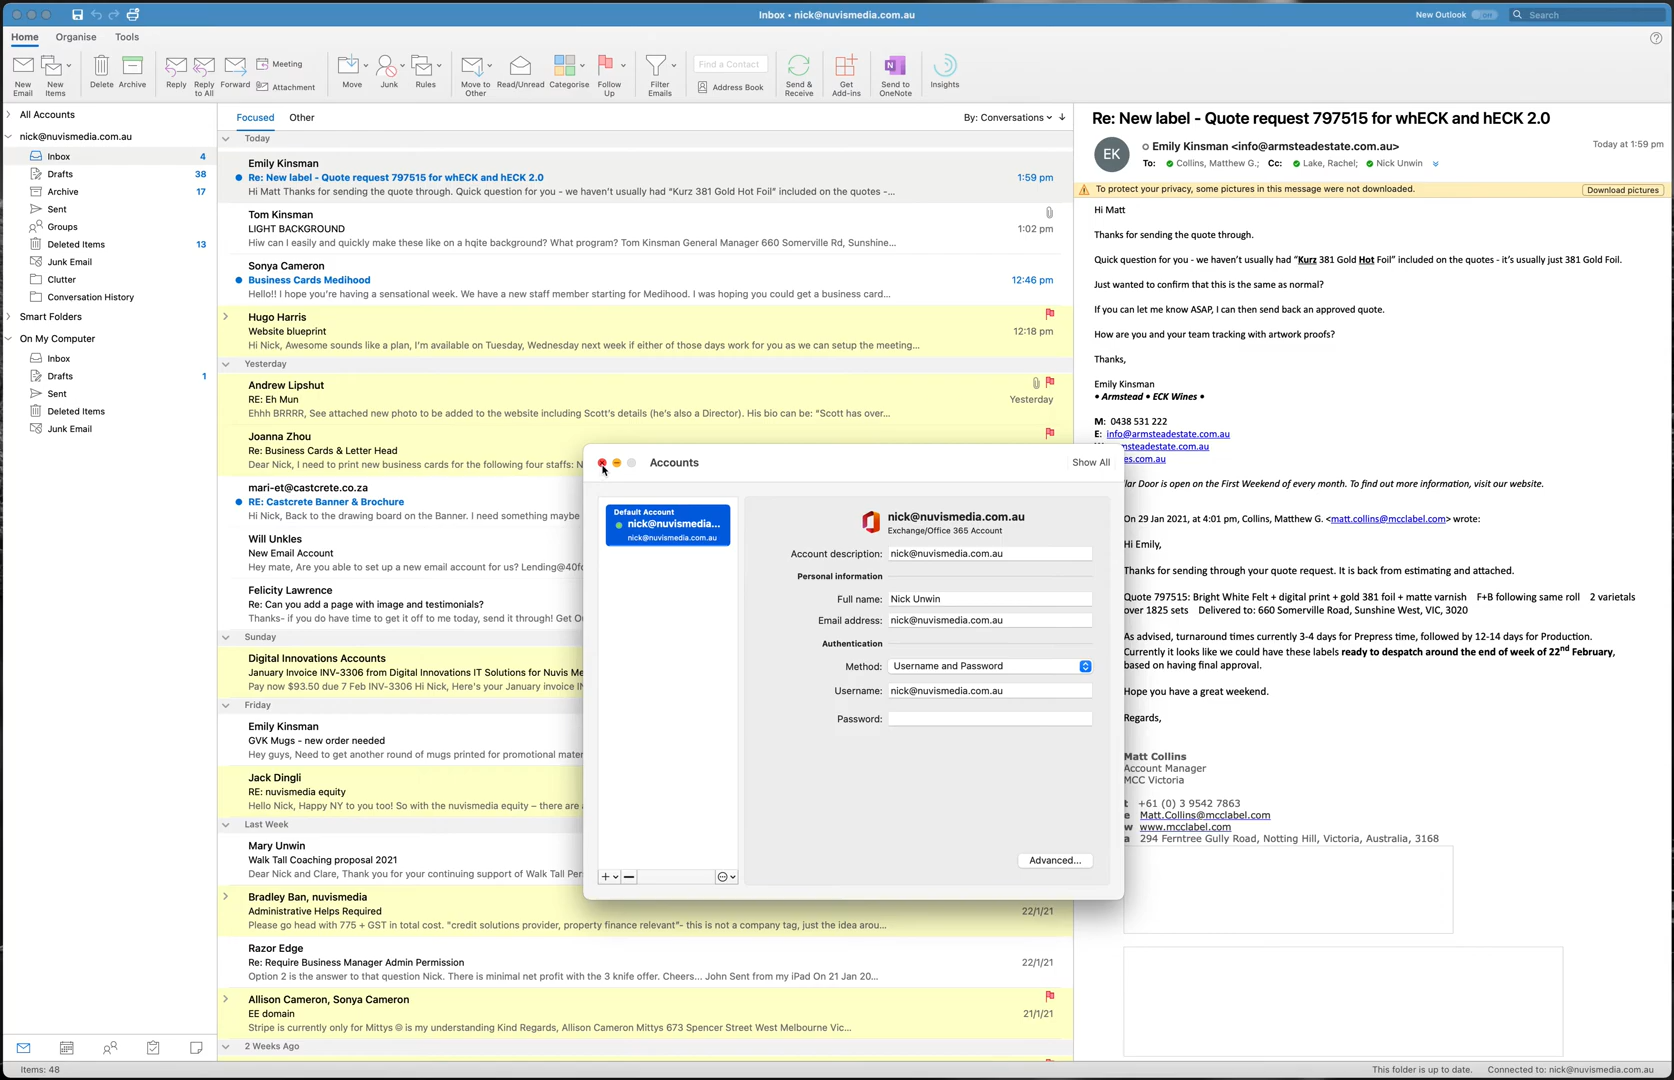 Inbox • nick@nuvismedia.com.au
New Outlook
Search
Home
Organise
Tools
New Email
New Items
Delete
Archive
Reply
Reply to All
Forward
Meeting
Attachment
Move
Junk
Rules
Move to Other
Read/Unread
Categorise
Follow Up
Filter Emails
Find a Contact
Address Book
Send & Receive
Get Add-ins
Send to OneNote
Insights
All Accounts
nick@nuvismedia.com.au
Inbox 4
Drafts 38
Archive 17
Sent
Groups
Deleted Items 13
Junk Email
Clutter
Conversation History
Smart Folders
On My Computer
Inbox
Drafts 1
Sent
Deleted Items
Junk Email
Items: 48
Focused
Other
By: Conversations
Today
Emily Kinsman
Re: New label - Quote request 797515 for whECK and hECK 2.0 1:59 pm
Hi Matt Thanks for sending the quote through. Quick question for you - we haven't usually had “Kurz 381 Gold Hot Foil” included on the quotes -...
Tom Kinsman
LIGHT BACKGROUND 1:02 pm
Hiw can I easily and quickly make these like on a hqite background? What program? Tom Kinsman General Manager 660 Somerville Rd, Sunshine...
Sonya Cameron
Business Cards Medihood 12:46 pm
Hello!! I hope you're having a sensational week. We have a new staff member starting for Medihood. I was hoping you could get a business card...
Hugo Harris
Website blueprint 12:18 pm
Hi Nick, Awesome sounds like a plan, I'm available on Tuesday, Wednesday next week if either of those days work for you as we can setup the meeting...
Yesterday
Andrew Lipshut
RE: Eh Mun Yesterday
Ehhh BRRRR, See attached new photo to be added to the website including Scott's details (he's also a Director). His bio can be: “Scott has over...
Joanna Zhou
Re: Business Cards & Letter Head
Dear Nick, I need to print new business cards for the following four staffs: N
mari-et@castcrete.co.za
RE: Castcrete Banner & Brochure
Hi Nick, Back to the drawing board on the Banner. I need something maybe
Will Unkles
New Email Account
Hey mate, Are you able to set up a new email account for us? Lending@40fo
Felicity Lawrence
Re: Can you add a page with image and testimonials?
Thanks- if you do have time to get it off to me today, send it through! Get Ou
Sunday
Digital Innovations Accounts
January Invoice INV-3306 from Digital Innovations IT Solutions for Nuvis Me
Pay now $93.50 due 7 Feb INV-3306 Hi Nick, Here's your January invoice IN
Friday
Emily Kinsman
GVK Mugs - new order needed
Hey guys, Need to get another round of mugs printed for promotional mater
Jack Dingli
RE: nuvismedia equity
Hello Nick, Happy NY to you too! So with the nuvismedia equity – there are a
Last Week
Mary Unwin
Walk Tall Coaching proposal 2021
Dear Nick and Clare, Thank you for your continuing support of Walk Tall Per
Bradley Ban, nuvismedia
Administrative Helps Required 22/1/21
Please go head with 775 + GST in total cost. "credit solutions provider, property finance relevant"- this is not a company tag, just the idea arou...
Razor Edge
Re: Require Business Manager Admin Permission 22/1/21
Option 2 is the answer to that question Nick. There is minimal net profit with the 3 knife offer. Cheers... John Sent from my iPad On 21 Jan 20...
Allison Cameron, Sonya Cameron
EE domain 21/1/21
Stripe is currently only for Mittys © is my understanding Kind Regards, Allison Cameron Mittys 673 Spencer Street West Melbourne Vic...
2 Weeks Ago
Accounts
Show All
Default Account
nick@nuvismedia...
nick@nuvismedia.com.au
nick@nuvismedia.com.au
Exchange/Office 365 Account
Account description: nick@nuvismedia.com.au
Personal information
Full name: Nick Unwin
Email address: nick@nuvismedia.com.au
Authentication
Method: Username and Password
Username: nick@nuvismedia.com.au
Password:
Advanced...
Re: New label - Quote request 797515 for whECK and hECK 2.0
EK
Emily Kinsman <info@armsteadestate.com.au>
Today at 1:59 pm
To: Collins, Matthew G.; Cc: Lake, Rachel; Nick Unwin
To protect your privacy, some pictures in this message were not downloaded.
Download pictures
Hi Matt
Thanks for sending the quote through.
Quick question for you - we haven't usually had “Kurz 381 Gold Hot Foil” included on the quotes - it's usually just 381 Gold Foil.
Just wanted to confirm that this is the same as normal?
If you can let me know ASAP, I can then send back an approved quote.
How are you and your team tracking with artwork proofs?
Thanks,
Emily Kinsman
• Armstead • ECK Wines •
M: 0438 531 222
E: info@armsteadestate.com.au
msteadestate.com.au
es.com.au
lar Door is open on the First Weekend of every month. To find out more information, visit our website.
On 29 Jan 2021, at 4:01 pm, Collins, Matthew G. <matt.collins@mcclabel.com> wrote:
Hi Emily,
Thanks for sending through your quote request. It is back from estimating and attached.
Quote 797515: Bright White Felt + digital print + gold 381 foil + matte varnish F+B following same roll 2 varietals
over 1825 sets Delivered to: 660 Somerville Road, Sunshine West, VIC, 3020
As advised, turnaround times currently 3-4 days for Prepress time, followed by 12-14 days for Production.
Currently it looks like we could have these labels ready to despatch around the end of week of 22nd February,
based on having final approval.
Hope you have a great weekend.
Regards,
Matt Collins
Account Manager
MCC Victoria
t +61 (0) 3 9542 7863
e Matt.Collins@mcclabel.com
w www.mcclabel.com
a 294 Ferntree Gully Road, Notting Hill, Victoria, Australia, 3168
This folder is up to date.
Connected to: nick@nuvismedia.com.au